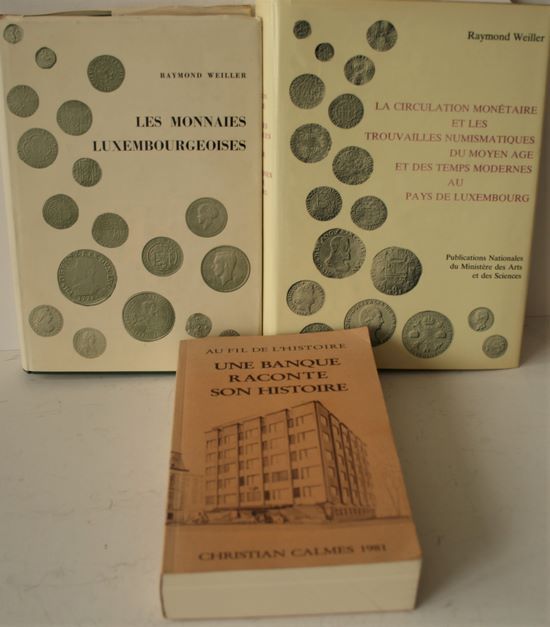 RAYMOND WEILLER
LES MONNAIES
LUXEMBOURGEOISES
Raymond Weiller
LA CIRCULATION MONÉTAIRE
ET LES
TROUVAILLES NUMISMATIQUES
DU MOYEN AGE
ET DES TEMPS MODERNES
AU
PAYS DE LUXEMBOURG
Publications Nationales
du Ministère des Arts
et des Sciences
AU FIL DE L'HISTOIRE
UNE BANQUE
RACONTE
SON HISTOIRE
CHRISTIAN CALMES 1981